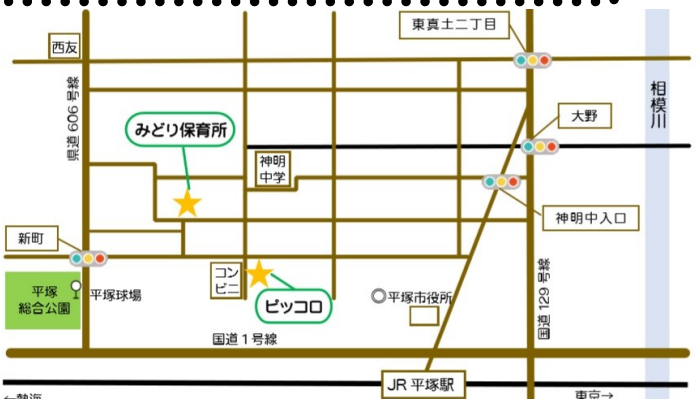 東真土二丁目
西友
県道606号線
相模川
大野
みどり保育所
神明
中学
神明中入口
新町
コン
ビニ
平塚
総合公園
平塚球場
ピッコロ
平塚市役所
国道129号線
国道1号線
JR平塚駅
←熱海
東京→